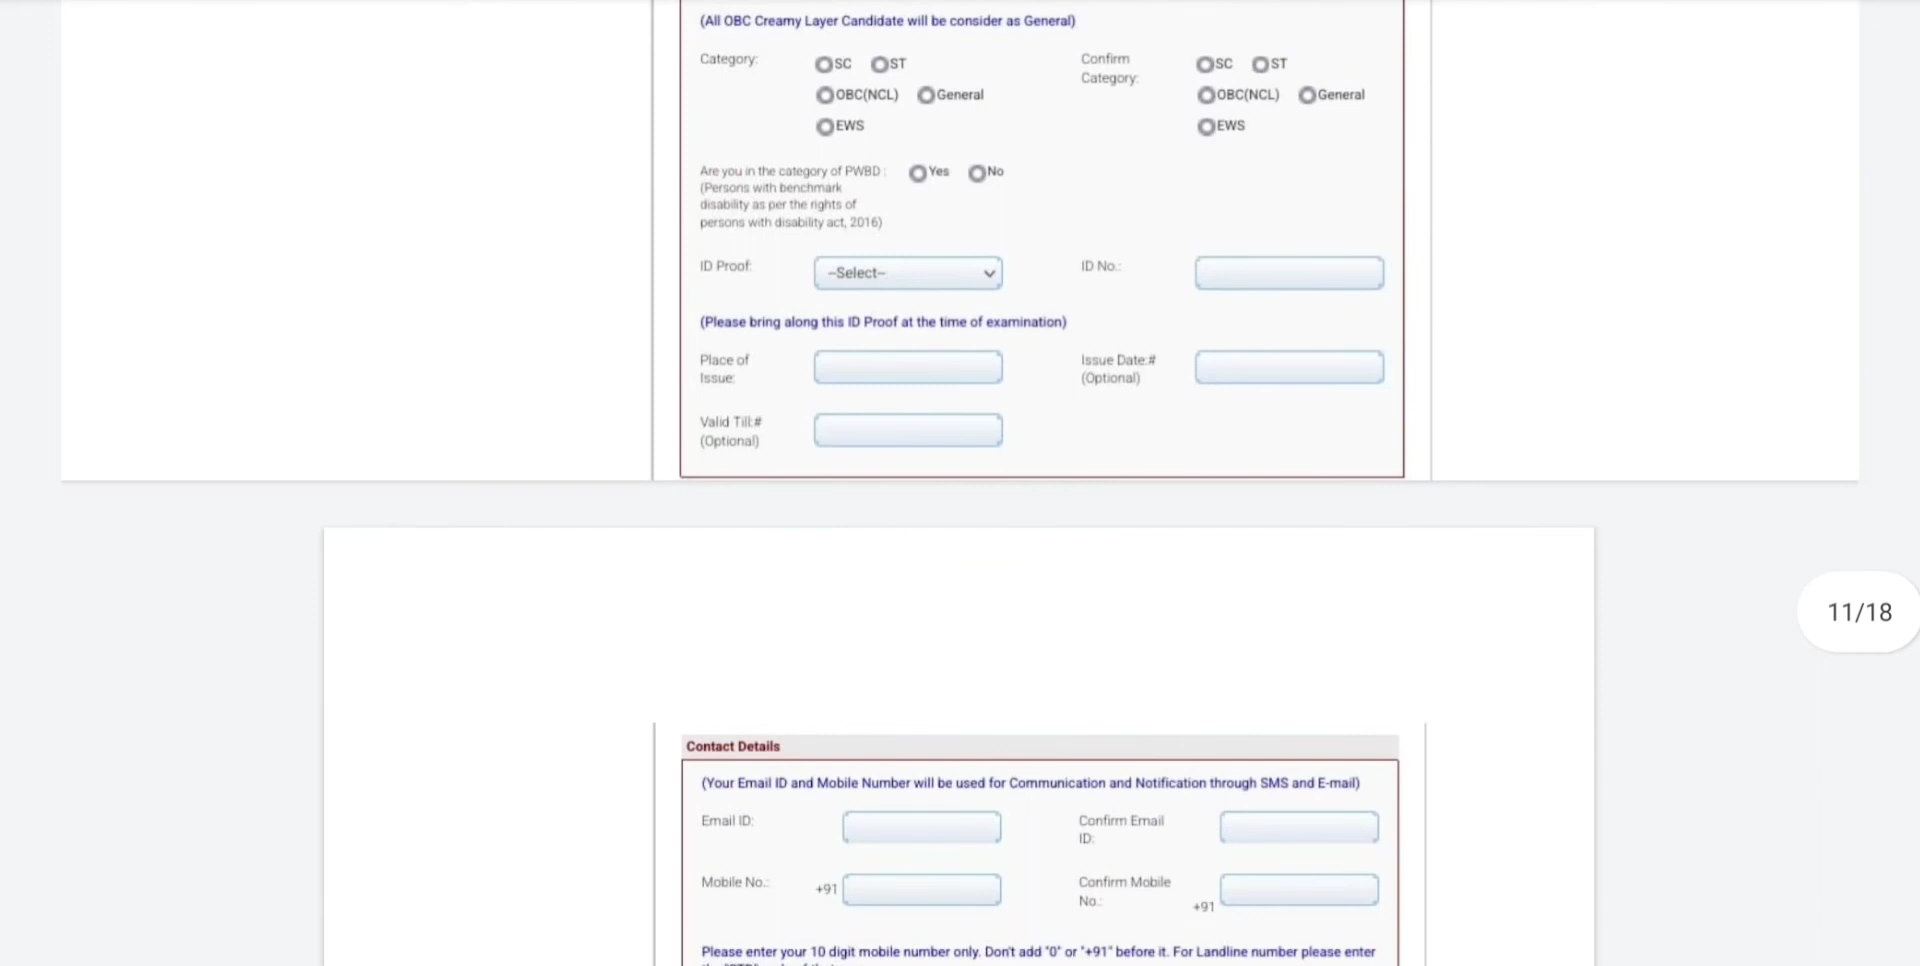 (All OBC Creamy Layer Candidate will be consider as General)
Category: SC ST Confirm Category: SC ST
OBC(NCL) General OBC(NCL) General
EWS EWS
Are you in the category of PWBD : Yes No
(Persons with benchmark
disability as per the rights of
persons with disability act, 2016)
ID Proof: --Select-- ID No.:
(Please bring along this ID Proof at the time of examination)
Place of Issue: Issue Date:# (Optional)
Valid Till:# (Optional)
11/18
Contact Details
(Your Email ID and Mobile Number will be used for Communication and Notification through SMS and E-mail)
Email ID: Confirm Email ID:
Mobile No.: +91 Confirm Mobile No.: +91
Please enter your 10 digit mobile number only. Don't add "0" or "+91" before it. For Landline number please enter